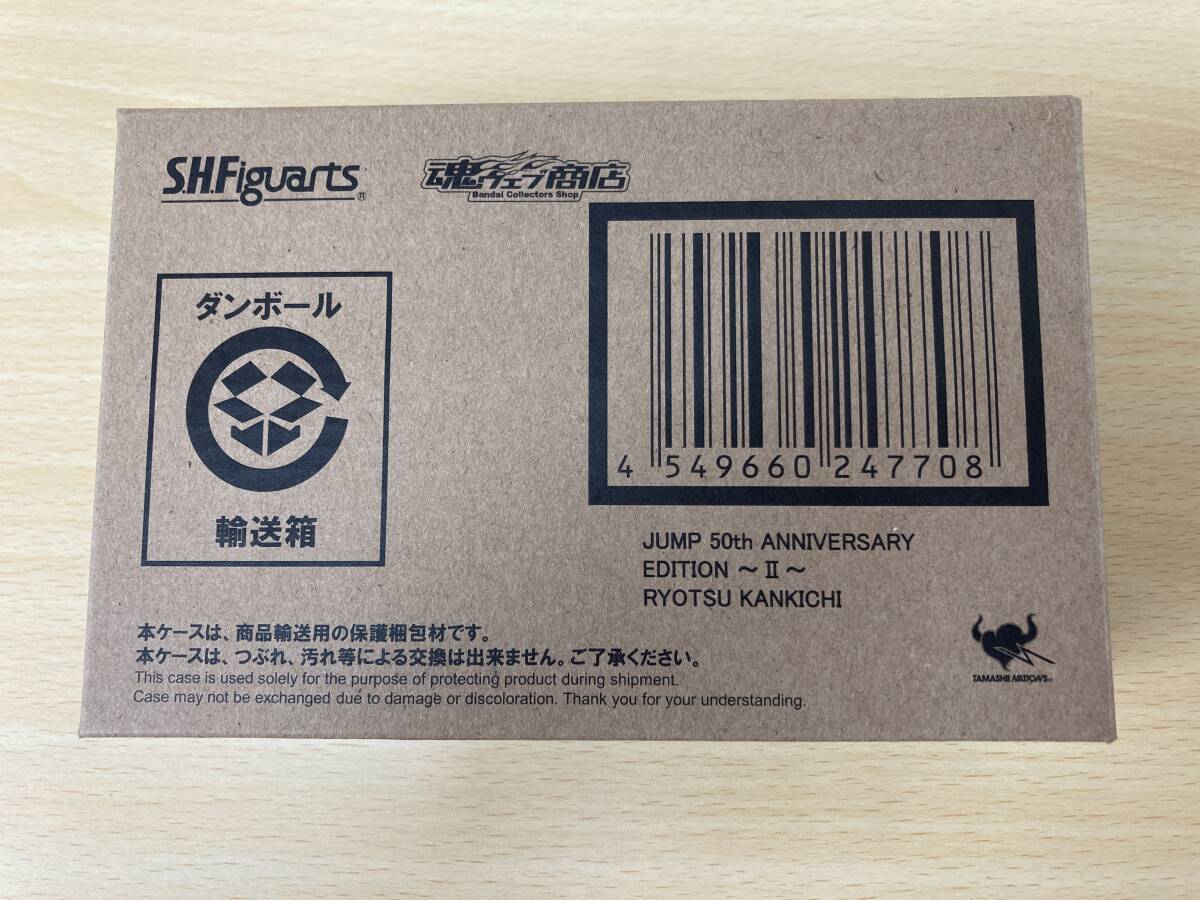 S.H.Figuarts®
魂ウェブ商店
Bandai Collectors Shop
ダンボール
輸送箱
4 549660 247708
JUMP 50th ANNIVERSARY
EDITION ～Ⅱ～
RYOTSU KANKICHI
本ケースは、商品輸送用の保護梱包材です。
本ケースは、つぶれ、汚れ等による交換は出来ません。ご了承ください。
This case is used solely for the purpose of protecting product during shipment.
Case may not be exchanged due to damage or discoloration. Thank you for your understanding.
TAMASHII NATIONS®